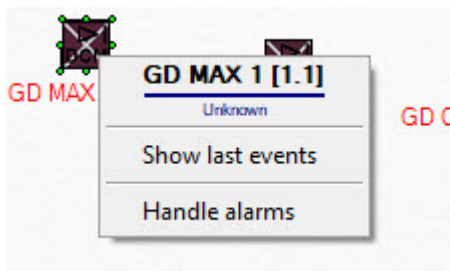 GD MAX
GD MAX 1 [1.1]
Unknown
Show last events
Handle alarms